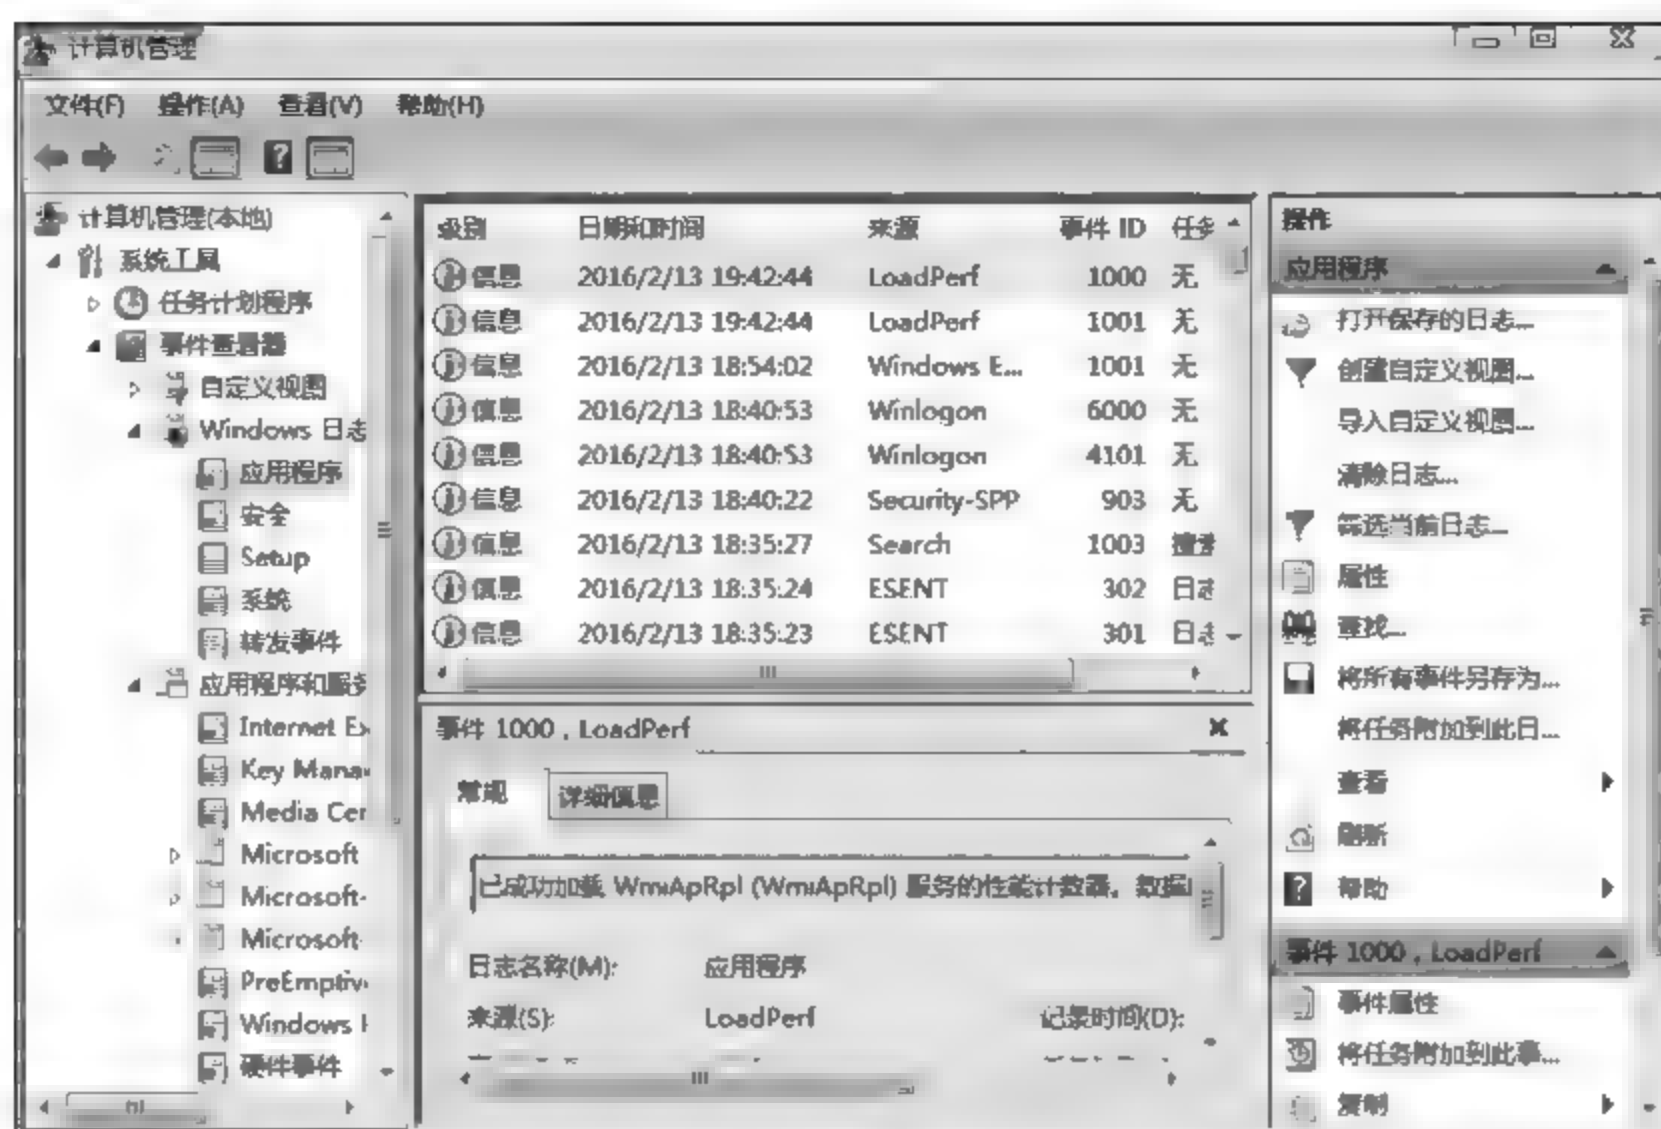 计算机管理
文件(F) 操作(A) 查看(V) 帮助(H)
计算机管理(本地)
系统工具
任务计划程序
事件查看器
自定义视图
Windows 日志
应用程序
安全
Setup
系统
转发事件
应用程序和服务
Internet Ex
Key Mana
Media Cer
Microsoft
Microsoft-
Microsoft-
PreEmptiv
Windows
硬件事件
级别 日期和时间 来源 事件 ID 任务
信息 2016/2/13 19:42:44 LoadPerf 1000 无
信息 2016/2/13 19:42:44 LoadPerf 1001 无
信息 2016/2/13 18:54:02 Windows E... 1001 无
信息 2016/2/13 18:40:53 Winlogon 6000 无
信息 2016/2/13 18:40:53 Winlogon 4101 无
信息 2016/2/13 18:40:22 Security-SPP 903 无
信息 2016/2/13 18:35:27 Search 1003 搜索
信息 2016/2/13 18:35:24 ESENT 302 日志
信息 2016/2/13 18:35:23 ESENT 301 日志
事件 1000 , LoadPerf
常规 详细信息
已成功加载 WmiApRpl (WmiApRpl) 服务的性能计数器。数据
日志名称(M): 应用程序
来源(S): LoadPerf 记录时间(D):
操作
应用程序
打开保存的日志...
创建自定义视图...
导入自定义视图...
清除日志...
筛选当前日志...
属性
查找...
将所有事件另存为...
将任务附加到此日...
查看
刷新
帮助
事件 1000 , LoadPerf
事件属性
将任务附加到此事...
复制